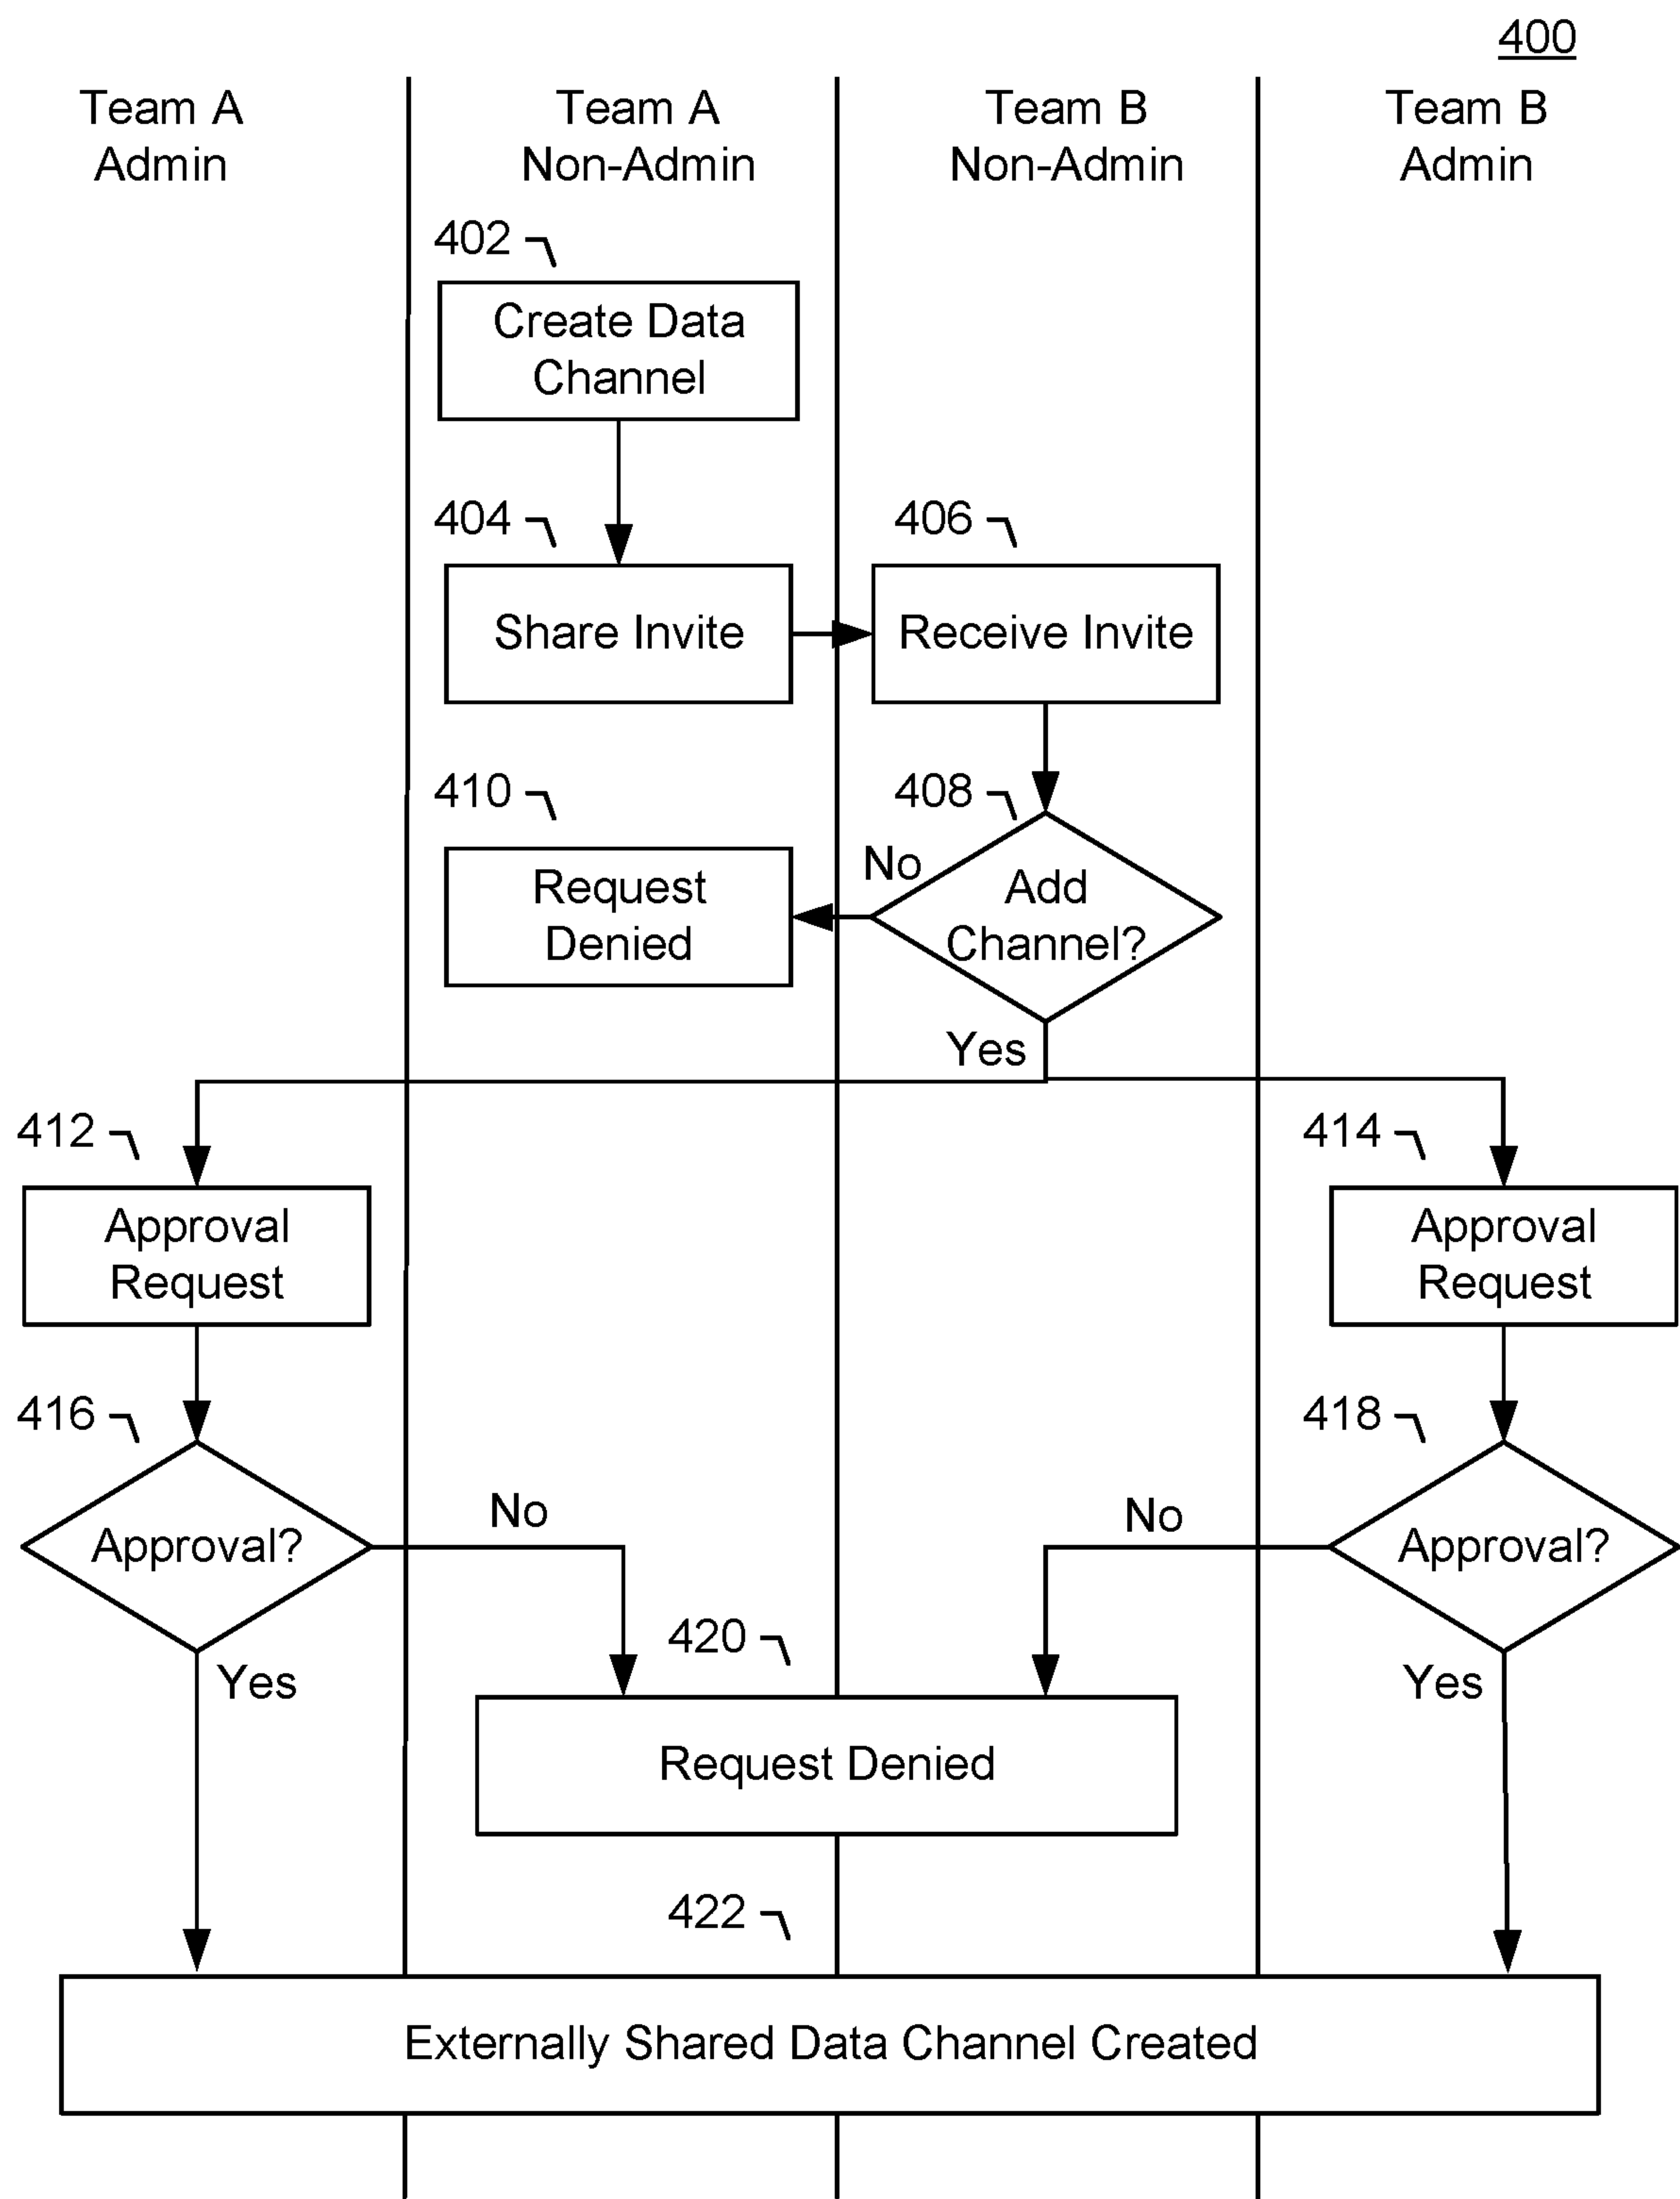 400
Team A
Admin
Team A
Non-Admin
Team B
Non-Admin
Team B
Admin
402
Create Data
Channel
404
Share Invite
406
Receive Invite
410
Request
Denied
408
No
Add
Channel?
Yes
412
Approval
Request
414
Approval
Request
416
Approval?
No
Yes
418
Approval?
No
Yes
420
Request Denied
422
Externally Shared Data Channel Created